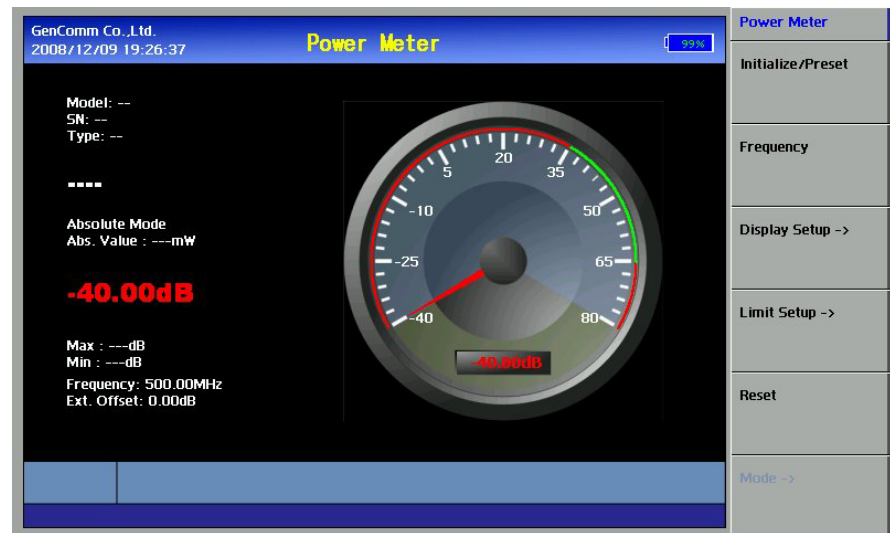 GenComm Co.,Ltd.
2008/12/09 19:26:37
Power Meter
99%
Model: --
SN: --
Type: --
----
Absolute Mode
Abs. Value : ---mW
-40.00dB
Max : ---dB
Min : ---dB
Frequency: 500.00MHz
Ext. Offset: 0.00dB
20
5
35
-10
50
-25
65
-40
80
-40.00dB
Power Meter
Initialize/Preset
Frequency
Display Setup ->
Limit Setup ->
Reset
Mode ->